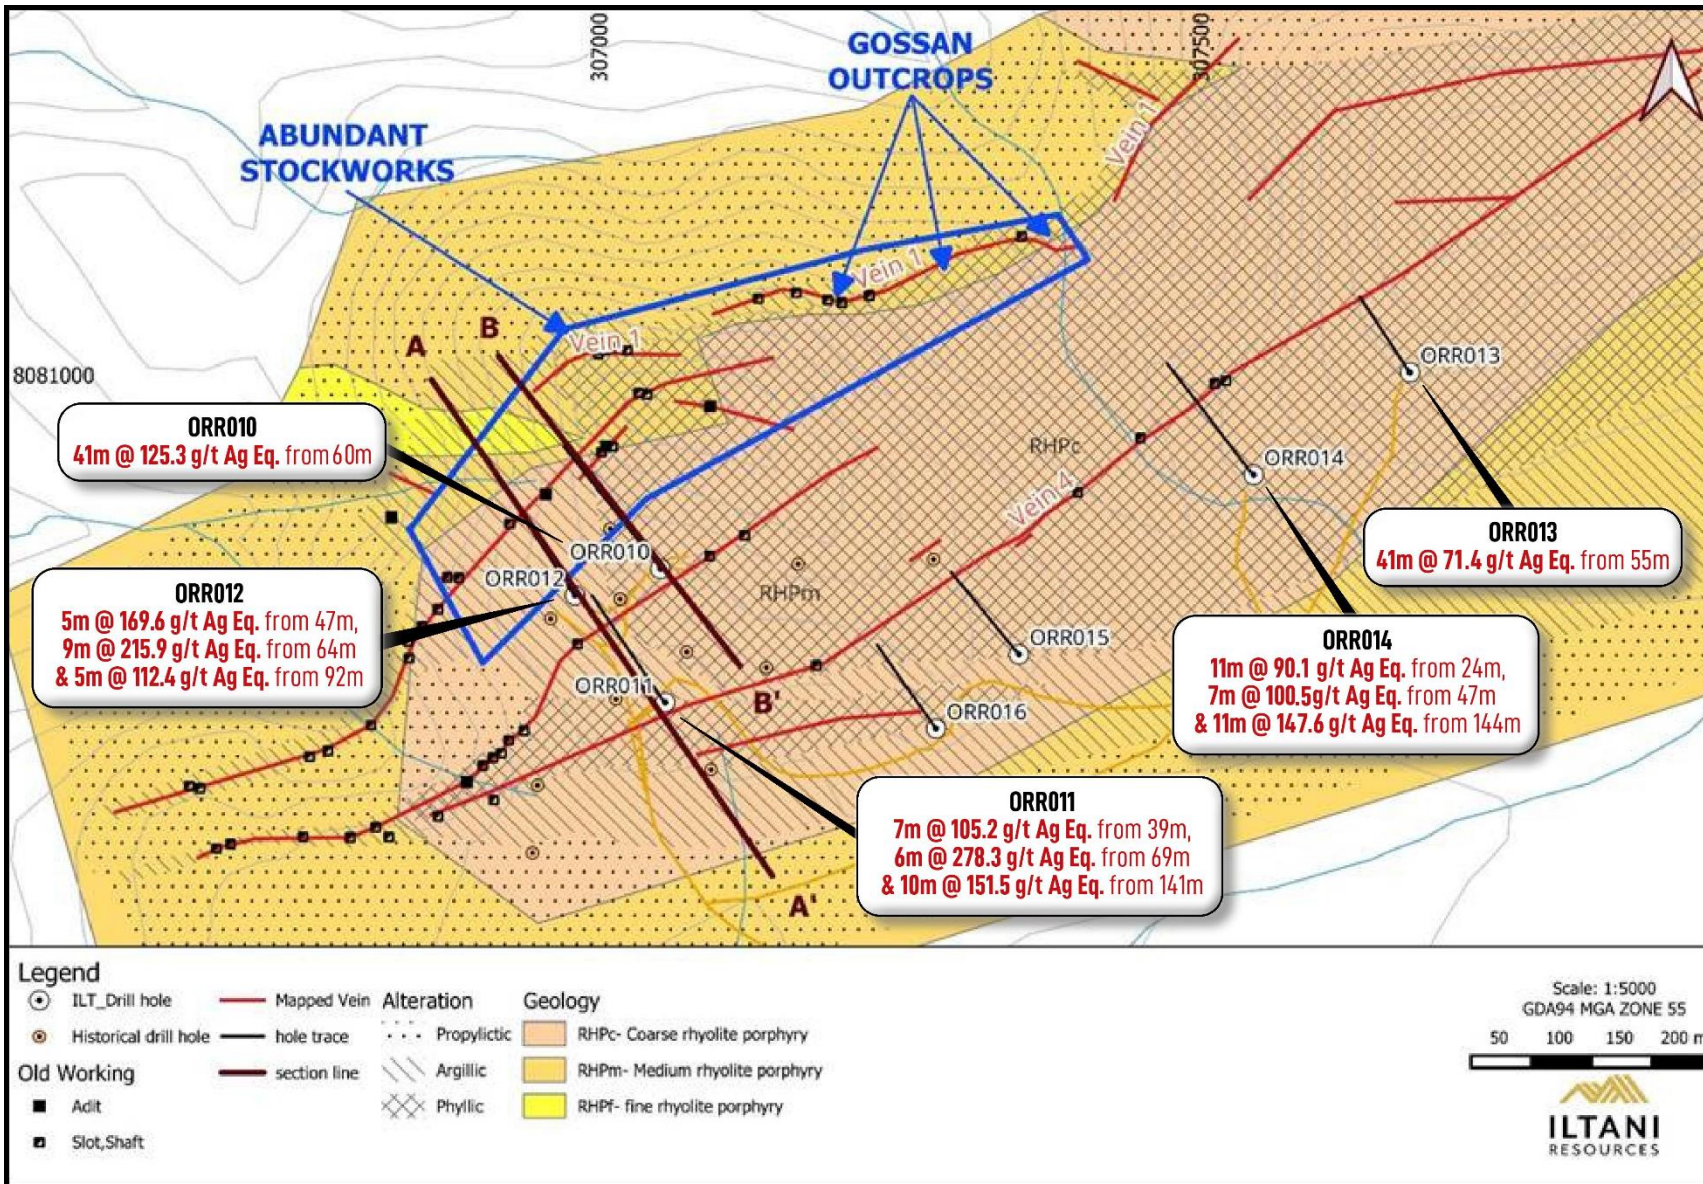 307000
307500
GOSSAN
OUTCROPS
ABUNDANT
STOCKWORKS
Vein 1
Vein 1
Vein 1
8081000
A
B
ORR013
ORR014
RHPc
Vein 4
ORR010
41m @ 125.3 g/t Ag Eq. from 60m
ORR013
41m @ 71.4 g/t Ag Eq. from 55m
ORR010
ORR012
RHPm
ORR012
5m @ 169.6 g/t Ag Eq. from 47m,
9m @ 215.9 g/t Ag Eq. from 64m
& 5m @ 112.4 g/t Ag Eq. from 92m
ORR015
ORR014
11m @ 90.1 g/t Ag Eq. from 24m,
7m @ 100.5g/t Ag Eq. from 47m
& 11m @ 147.6 g/t Ag Eq. from 144m
ORR011
B'
ORR016
ORR011
7m @ 105.2 g/t Ag Eq. from 39m,
6m @ 278.3 g/t Ag Eq. from 69m
& 10m @ 151.5 g/t Ag Eq. from 141m
A'
Legend
ILT_Drill hole
Historical drill hole
Old Working
Adit
Slot,Shaft
Mapped Vein
hole trace
section line
Alteration
Propylictic
Argillic
Phyllic
Geology
RHPc- Coarse rhyolite porphyry
RHPm- Medium rhyolite porphyry
RHPf- fine rhyolite porphyry
Scale: 1:5000
GDA94 MGA ZONE 55
50 100 150 200 m
ILTANI
RESOURCES